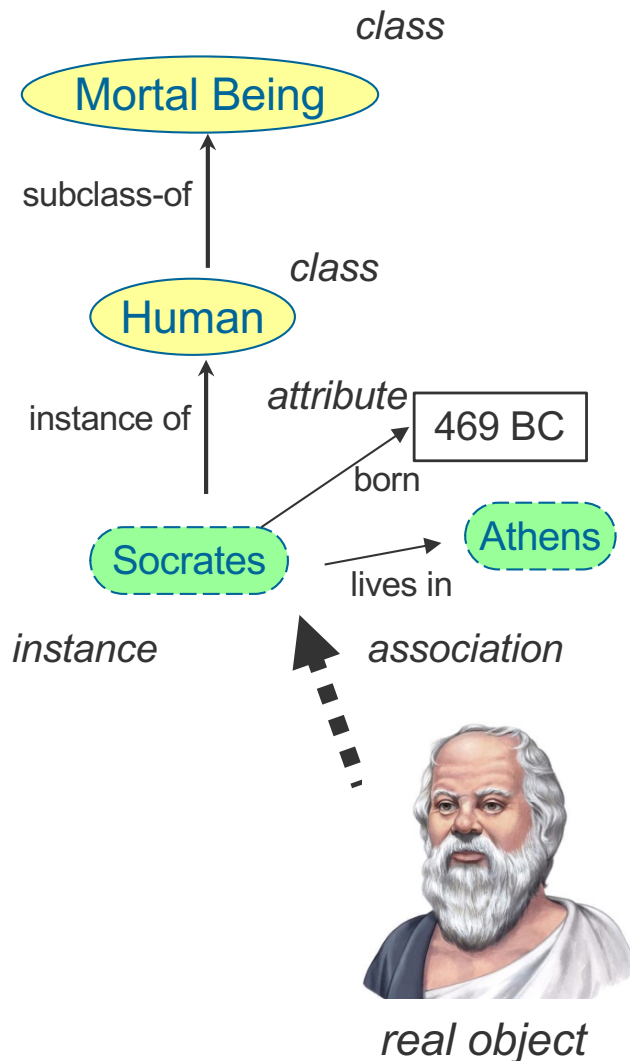 class
Mortal Being
subclass-of
class
Human
attribute
instance of
469 BC
born
Socrates
Athens
lives in
instance
association
real object